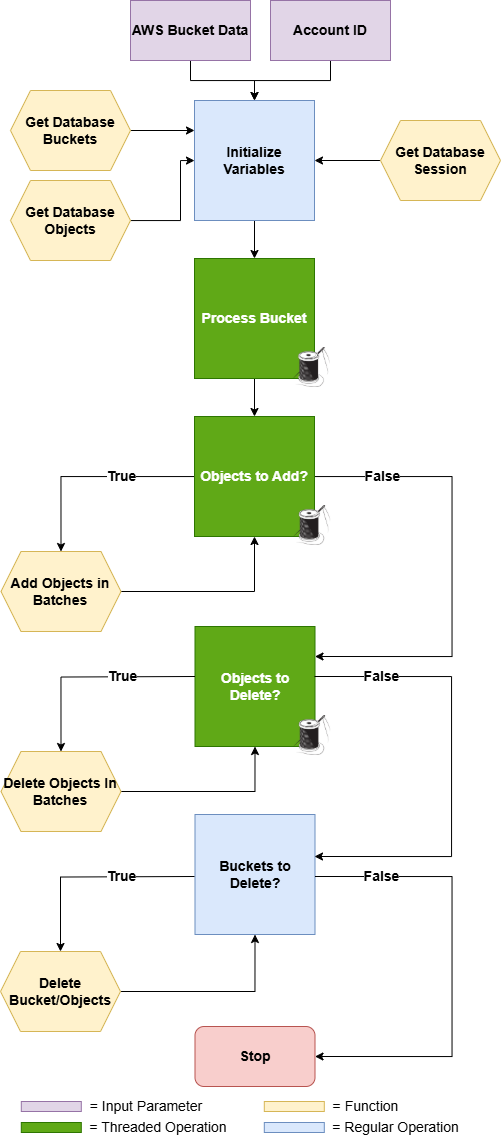 AWS Bucket Data
Account ID
Get Database
Buckets
Initialize
Variables
Get Database
Session
Get Database
Objects
Process Bucket
Objects to Add?
True
False
Add Objects in
Batches
Objects to
Delete?
True
False
Delete Objects in
Batches
Buckets to
Delete?
True
False
Delete
Bucket/Objects
Stop
= Input Parameter
= Function
= Threaded Operation
= Regular Operation